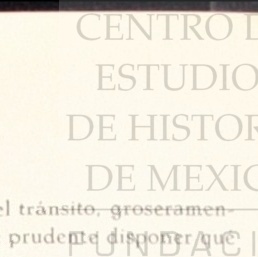 CENTRO D
ESTUDIO
DE HISTOR
DE MEXIC
el tránsito, groseramen-
prudente disponer que
FUNDACI